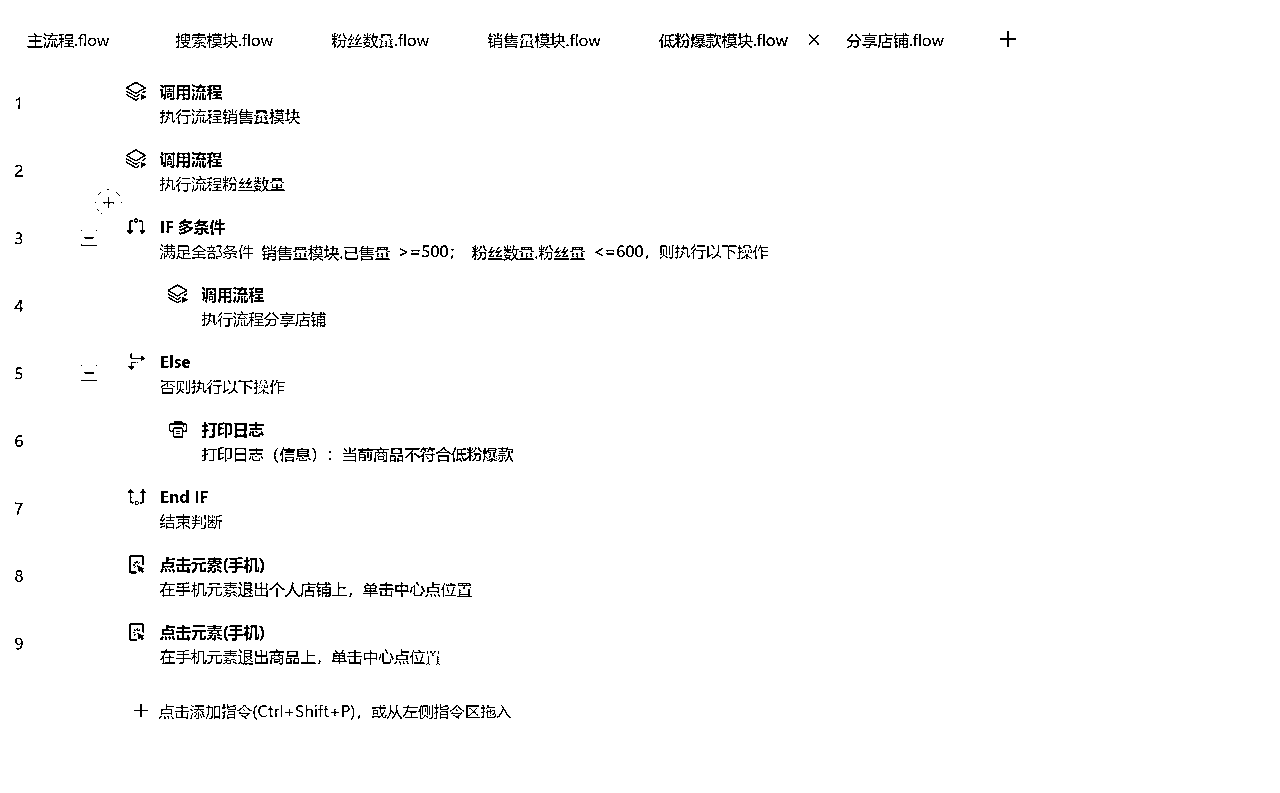 主流程.flow 搜索模块.flow 粉丝数量.flow 销售量模块.flow 低粉爆款模块.flow × 分享店铺.flow +
1 调用流程
执行流程销售量模块
2 调用流程
执行流程粉丝数量
3 IF 多条件
满足全部条件 销售量模块.已售量 >=500； 粉丝数量.粉丝量 <=600，则执行以下操作
4 调用流程
执行流程分享店铺
5 Else
否则执行以下操作
6 打印日志
打印日志（信息）：当前商品不符合低粉爆款
7 End IF
结束判断
8 点击元素(手机)
在手机元素退出个人店铺上，单击中心点位置
9 点击元素(手机)
在手机元素退出商品上，单击中心点位置
+ 点击添加指令(Ctrl+Shift+P)，或从左侧指令区拖入